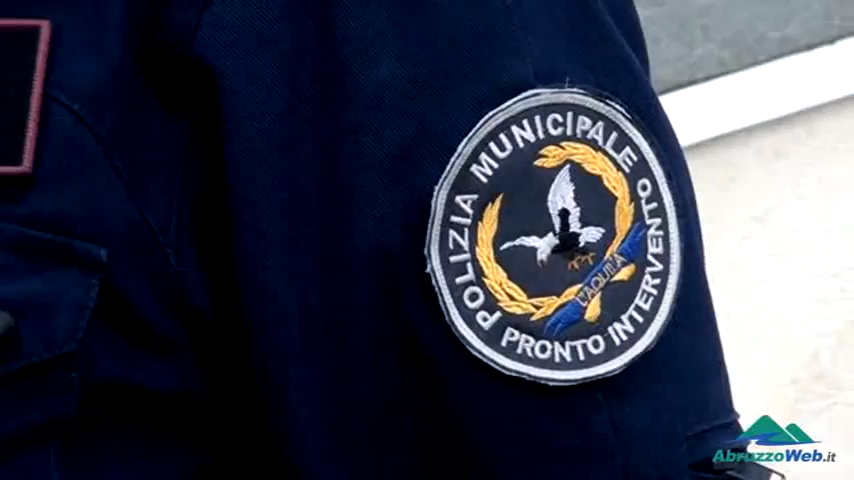 POLIZIA MUNICIPALE
PRONTO INTERVENTO
L'AQUILA
AbruzzoWeb.it